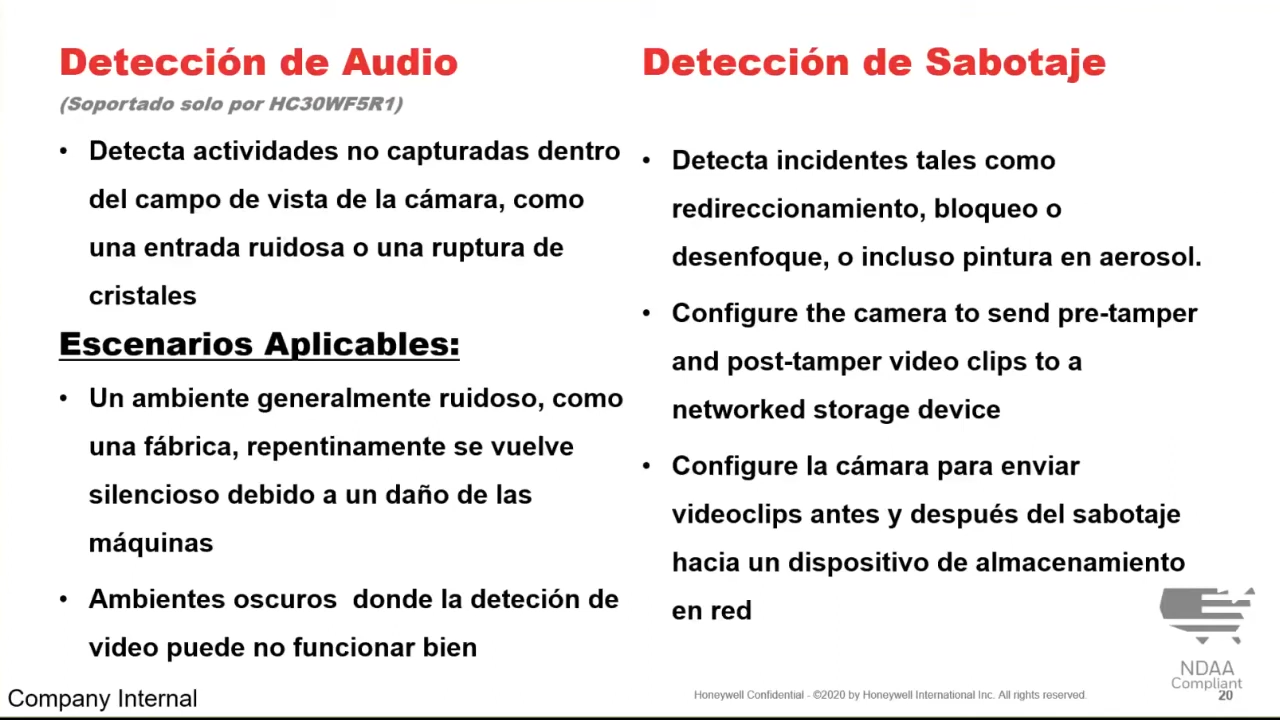 Detección de Audio
(Soportado solo por HC30WF5R1)
• Detecta actividades no capturadas dentro
del campo de vista de la cámara, como
una entrada ruidosa o una ruptura de
cristales
Escenarios Aplicables:
• Un ambiente generalmente ruidoso, como
una fábrica, repentinamente se vuelve
silencioso debido a un daño de las
máquinas
• Ambientes oscuros  donde la deteción de
video puede no funcionar bien
Detección de Sabotaje
• Detecta incidentes tales como
redireccionamiento, bloqueo o
desenfoque, o incluso pintura en aerosol.
• Configure the camera to send pre-tamper
and post-tamper video clips to a
networked storage device
• Configure la cámara para enviar
videoclips antes y después del sabotaje
hacia un dispositivo de almacenamiento
en red
NDAA
Compliant
Company Internal
Honeywell Confidential - ©2020 by Honeywell International Inc. All rights reserved.
20